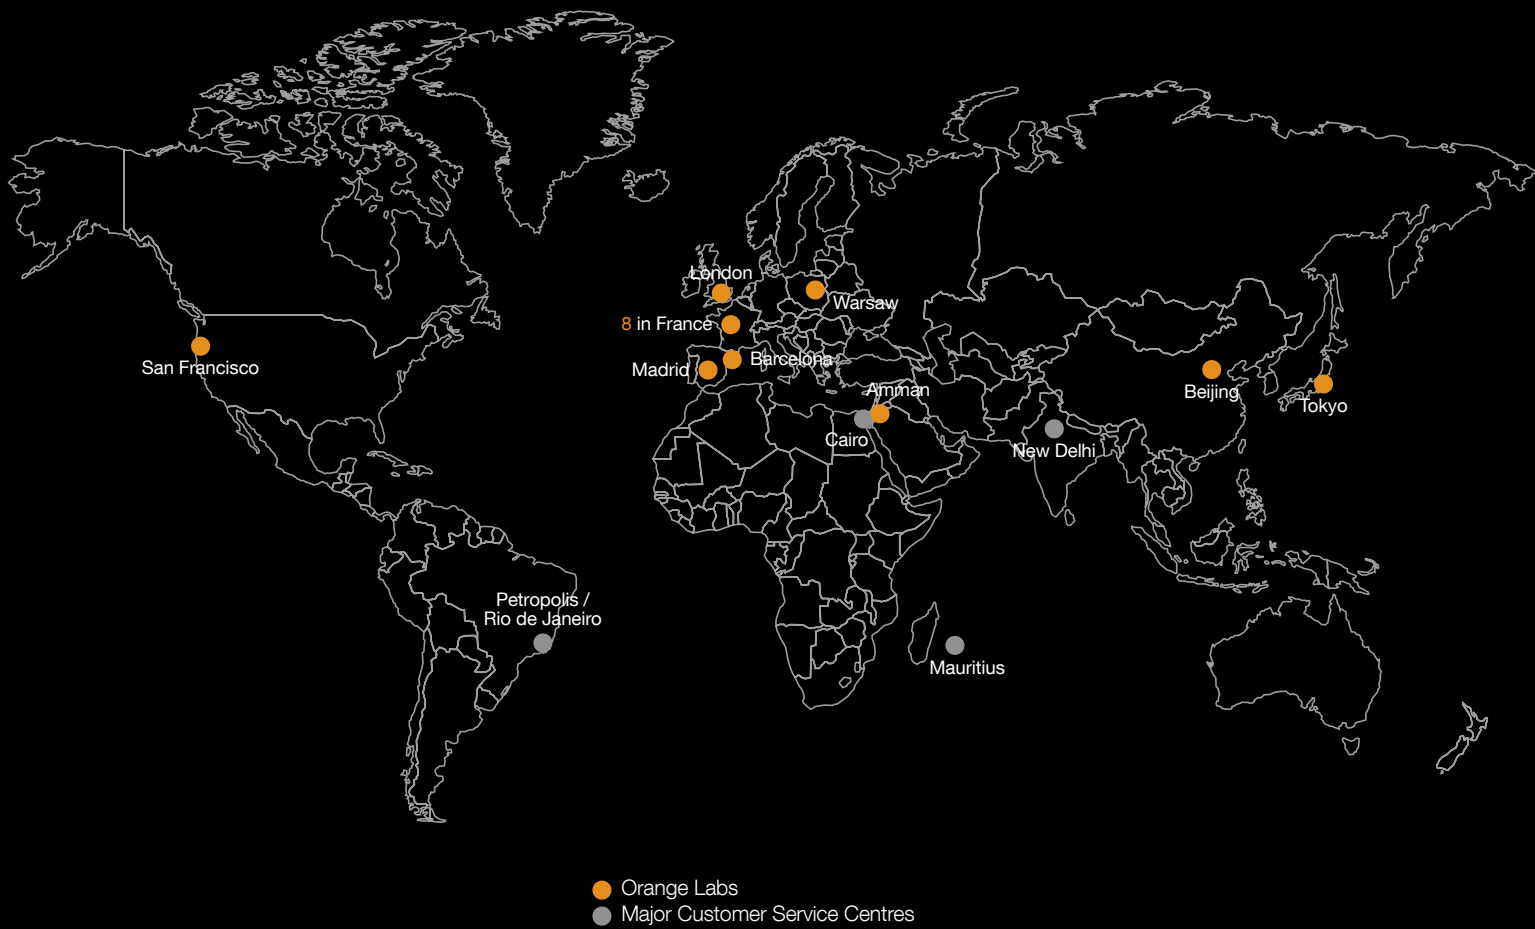 London
Warsaw
8 in France
San Francisco
Madrid
Barcelona
Amman
Beijing
Tokyo
Cairo
New Delhi
Petropolis /
Rio de Janeiro
Mauritius
Orange Labs
Major Customer Service Centres